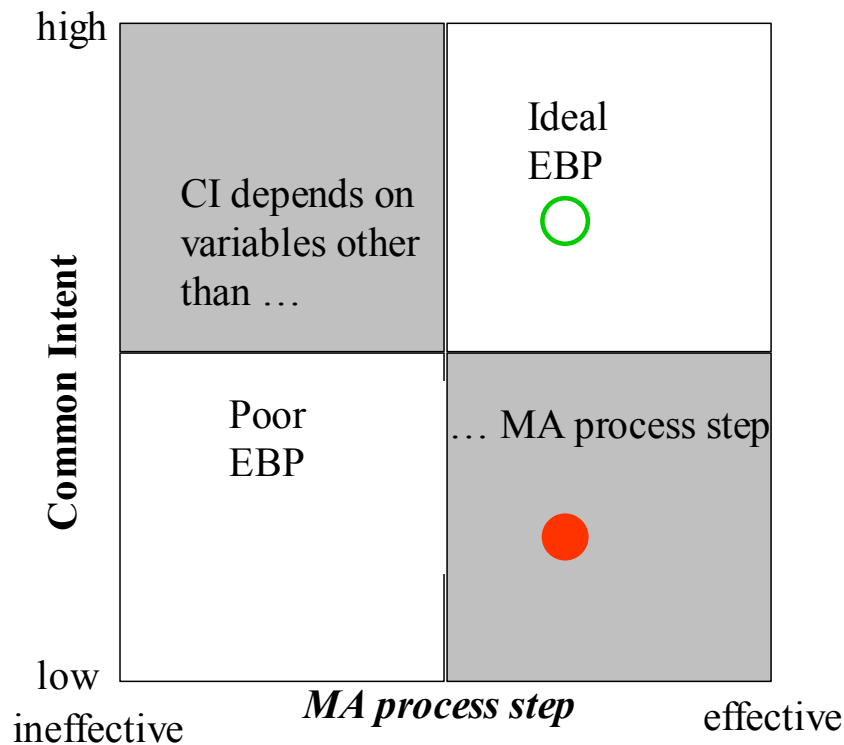 high
Ideal
EBP
CI depends on
variables other
than …
Common Intent
Poor
EBP
… MA process step
low
MA process step
ineffective
effective